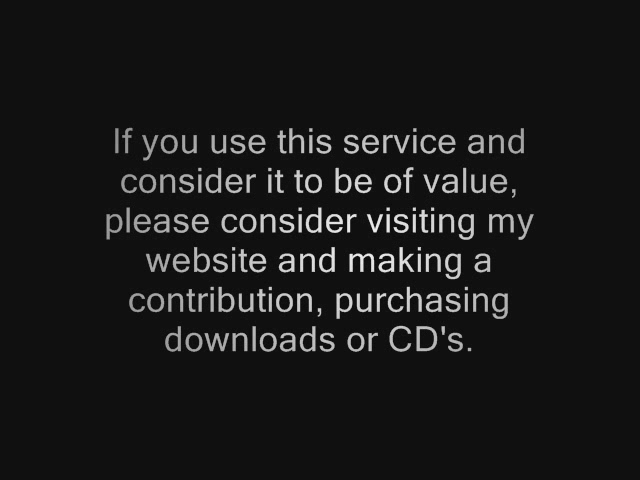 If you use this service and
consider it to be of value,
please consider visiting my
website and making a
contribution, purchasing
downloads or CD's.